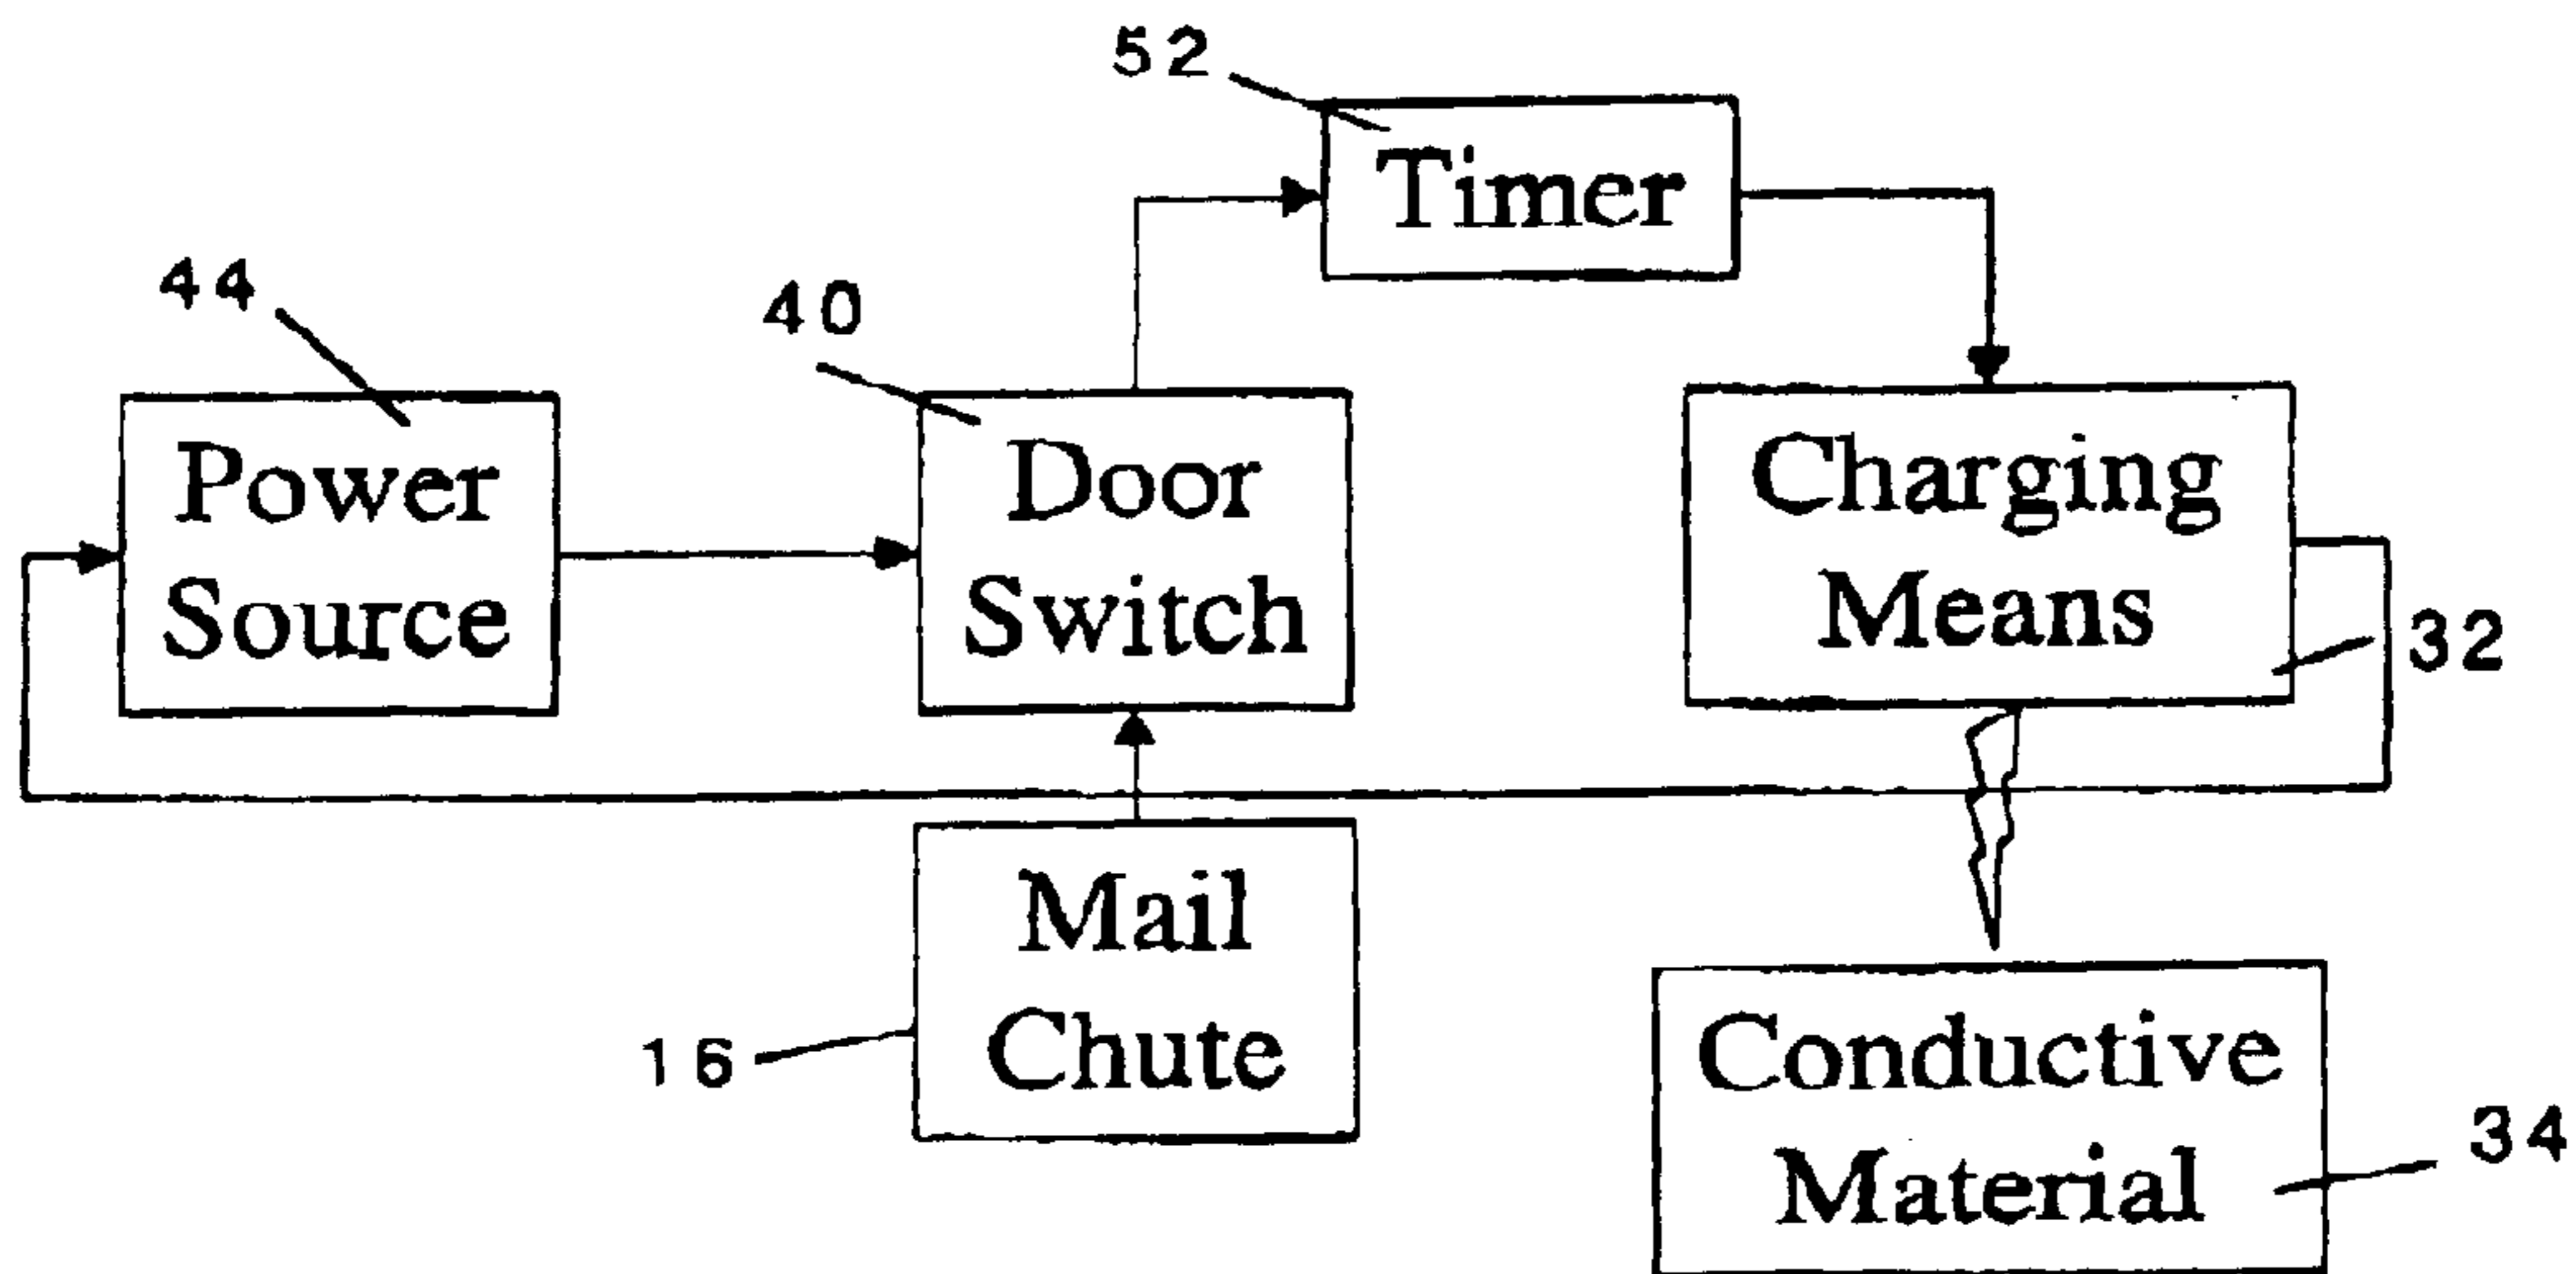 52
Timer
44
40
Power
Source
Door
Switch
Charging
Means
32
Mail
Chute
16
Conductive
Material
34